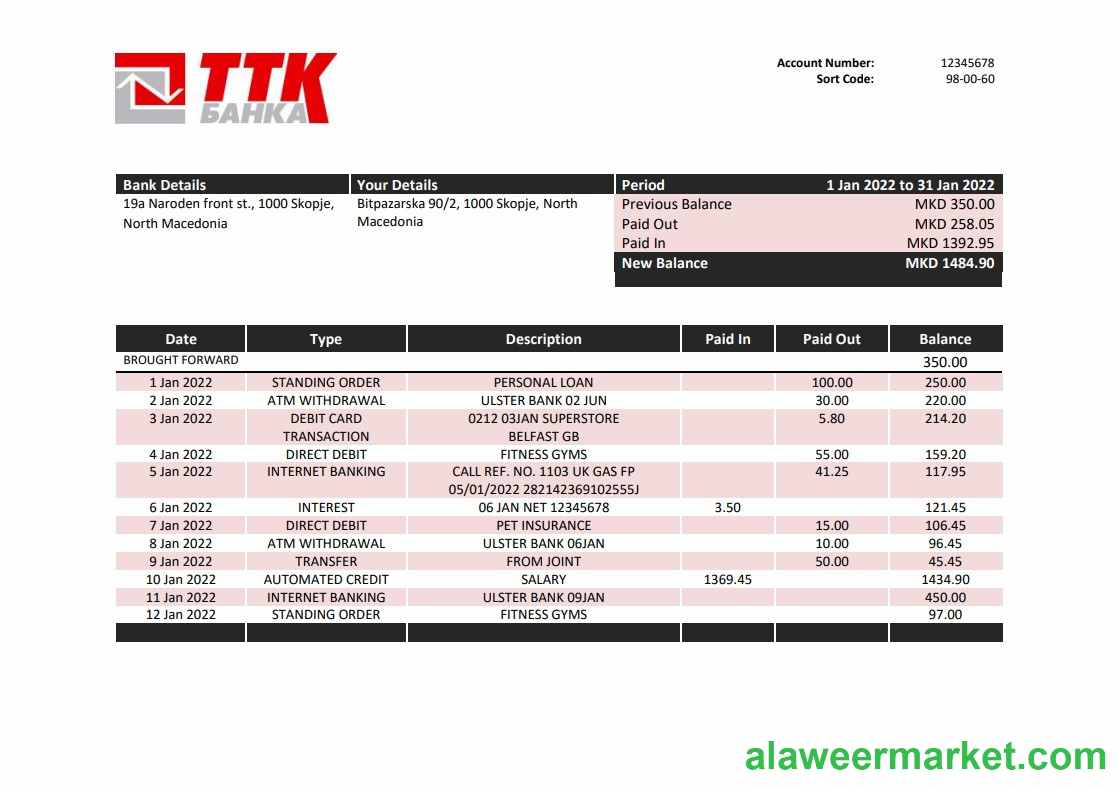 ТТК
БАНКА
Account Number: 12345678
Sort Code: 98-00-60
Bank Details Your Details Period 1 Jan 2022 to 31 Jan 2022
19a Naroden front st., 1000 Skopje, Bitpazarska 90/2, 1000 Skopje, North Previous Balance MKD 350.00
North Macedonia Macedonia Paid Out MKD 258.05
Paid In MKD 1392.95
New Balance MKD 1484.90
Date Type Description Paid In Paid Out Balance
BROUGHT FORWARD 350.00
1 Jan 2022 STANDING ORDER PERSONAL LOAN 100.00 250.00
2 Jan 2022 ATM WITHDRAWAL ULSTER BANK 02 JUN 30.00 220.00
3 Jan 2022 DEBIT CARD 0212 03JAN SUPERSTORE 5.80 214.20
TRANSACTION BELFAST GB
4 Jan 2022 DIRECT DEBIT FITNESS GYMS 55.00 159.20
5 Jan 2022 INTERNET BANKING CALL REF. NO. 1103 UK GAS FP 41.25 117.95
05/01/2022 282142369102555J
6 Jan 2022 INTEREST 06 JAN NET 12345678 3.50 121.45
7 Jan 2022 DIRECT DEBIT PET INSURANCE 15.00 106.45
8 Jan 2022 ATM WITHDRAWAL ULSTER BANK 06JAN 10.00 96.45
9 Jan 2022 TRANSFER FROM JOINT 50.00 45.45
10 Jan 2022 AUTOMATED CREDIT SALARY 1369.45 1434.90
11 Jan 2022 INTERNET BANKING ULSTER BANK 09JAN 450.00
12 Jan 2022 STANDING ORDER FITNESS GYMS 97.00
alaweermarket.com